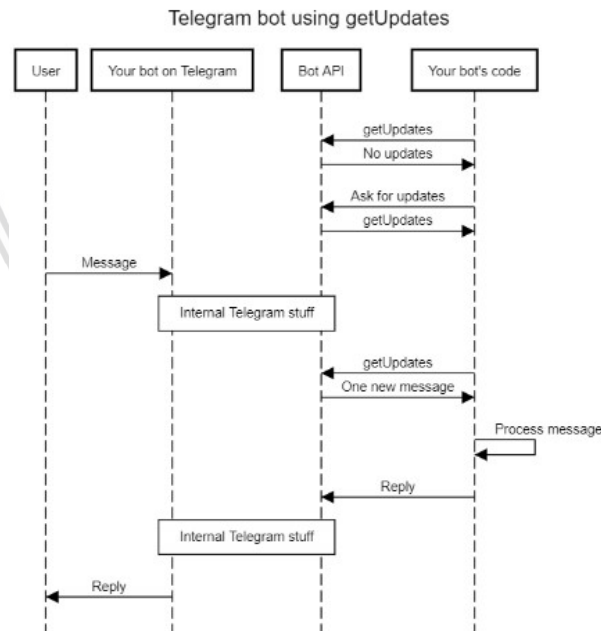 Telegram bot using getUpdates
User
Your bot on Telegram
Bot API
Your bot's code
getUpdates
No updates
Ask for updates
getUpdates
Message
Internal Telegram stuff
getUpdates
One new message
Process message
Reply
Internal Telegram stuff
Reply